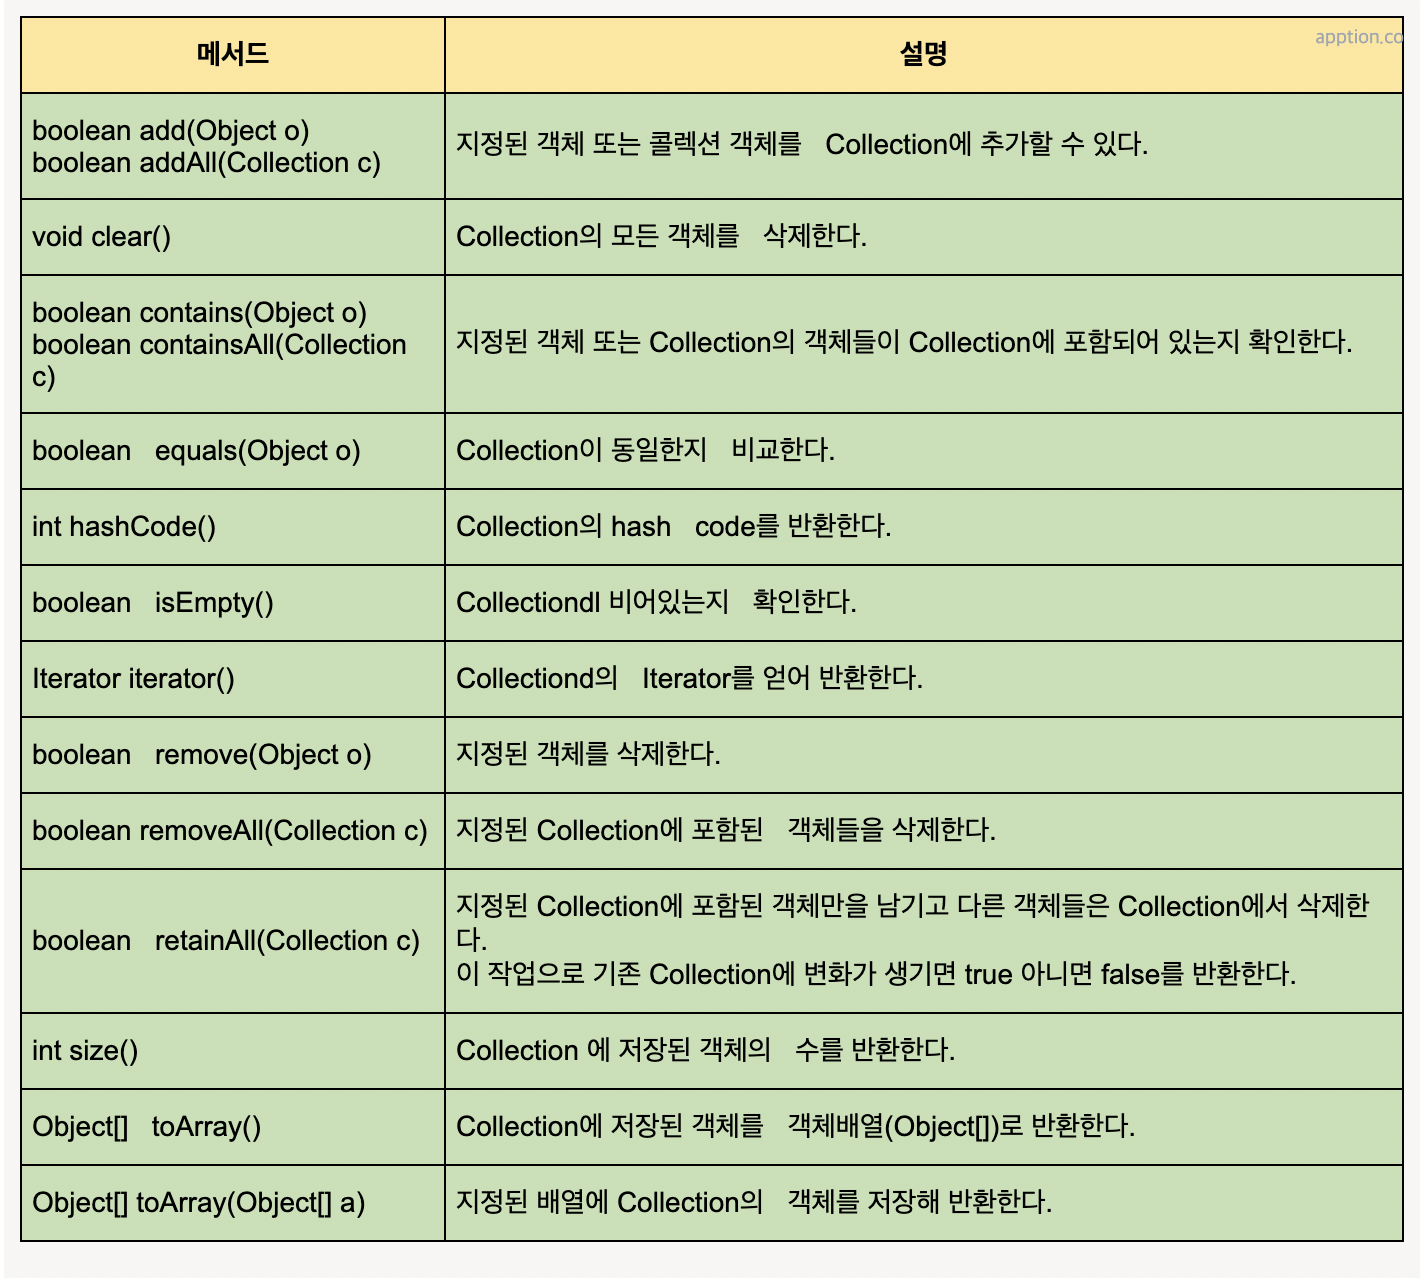 메서드
설명
apption.co
boolean add(Object o)
boolean addAll(Collection c)
지정된 객체 또는 콜렉션 객체를 Collection에 추가할 수 있다.
void clear()
Collection의 모든 객체를 삭제한다.
boolean contains(Object o)
boolean containsAll(Collection
c)
지정된 객체 또는 Collection의 객체들이 Collection에 포함되어 있는지 확인한다.
boolean equals(Object o)
Collection이 동일한지 비교한다.
int hashCode()
Collection의 hash code를 반환한다.
boolean isEmpty()
Collectiondl 비어있는지 확인한다.
Iterator iterator()
Collectiond의 Iterator를 얻어 반환한다.
boolean remove(Object o)
지정된 객체를 삭제한다.
boolean removeAll(Collection c)
지정된 Collection에 포함된 객체들을 삭제한다.
boolean retainAll(Collection c)
지정된 Collection에 포함된 객체만을 남기고 다른 객체들은 Collection에서 삭제한
다.
이 작업으로 기존 Collection에 변화가 생기면 true 아니면 false를 반환한다.
int size()
Collection 에 저장된 객체의 수를 반환한다.
Object[] toArray()
Collection에 저장된 객체를 객체배열(Object[])로 반환한다.
Object[] toArray(Object[] a)
지정된 배열에 Collection의 객체를 저장해 반환한다.